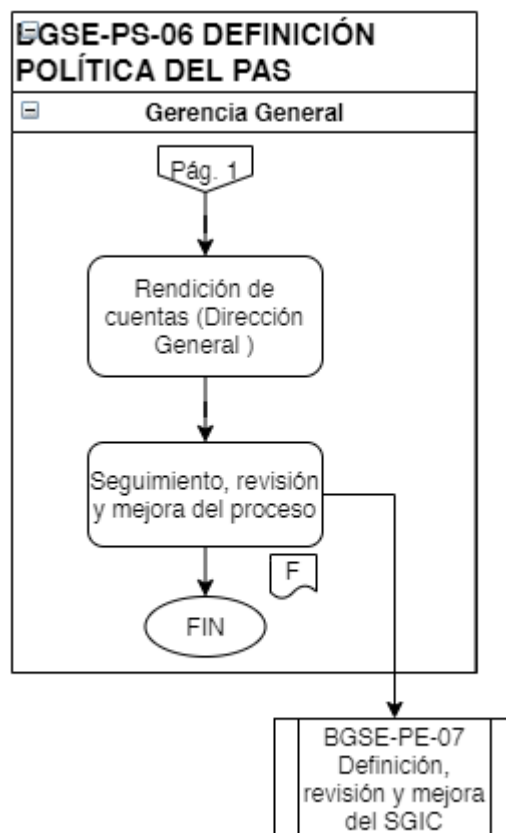 BGSE-PS-06 DEFINICIÓN
POLÍTICA DEL PAS
Gerencia General
Pág. 1
Rendición de
cuentas (Dirección
General )
Seguimiento, revisión
y mejora del proceso
F
FIN
BGSE-PE-07
Definición,
revisión y mejora
del SGIC